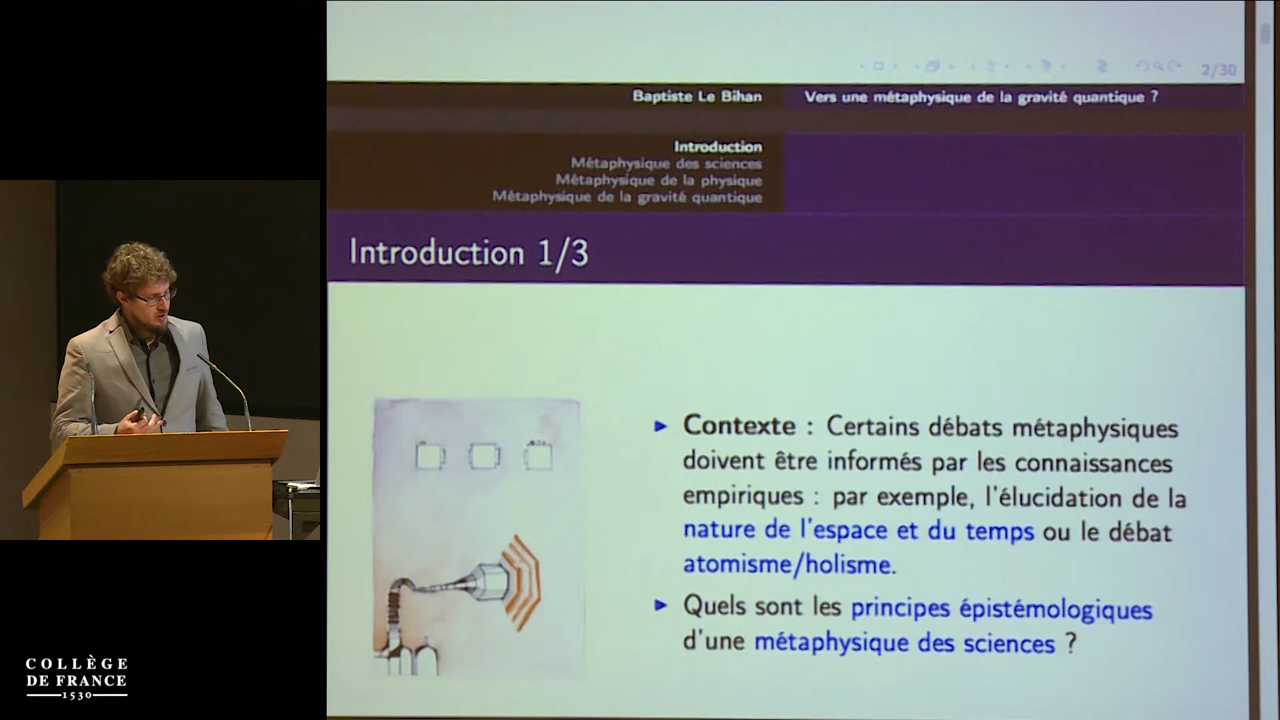 2/30
Baptiste Le Bihan Vers une métaphysique de la gravité quantique ?
Introduction
Métaphysique des sciences
Métaphysique de la physique
Métaphysique de la gravité quantique
Introduction 1/3
▶ Contexte : Certains débats métaphysiques
doivent être informés par les connaissances
empiriques : par exemple, l'élucidation de la
nature de l'espace et du temps ou le débat
atomisme/holisme.
▶ Quels sont les principes épistémologiques
d'une métaphysique des sciences ?
COLLÈGE
DE FRANCE
1530